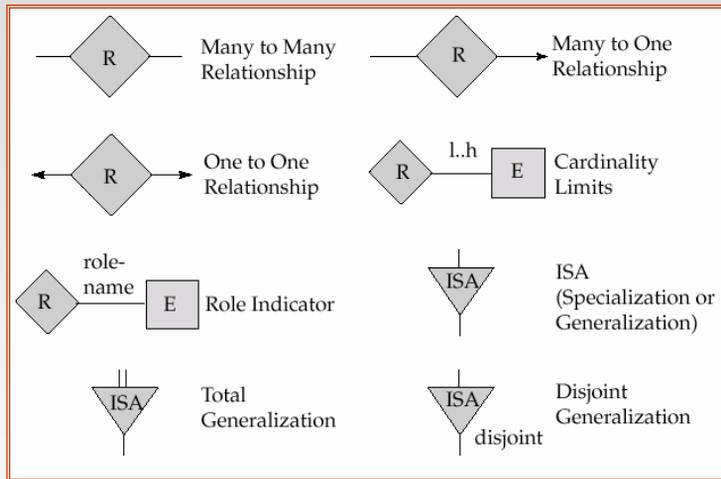 R
Many to Many
Relationship
R
Many to One
Relationship
R
One to One
Relationship
R
l..h
E
Cardinality
Limits
R
role-
name
E
Role Indicator
ISA
ISA
(Specialization or
Generalization)
ISA
Total
Generalization
ISA
disjoint
Disjoint
Generalization